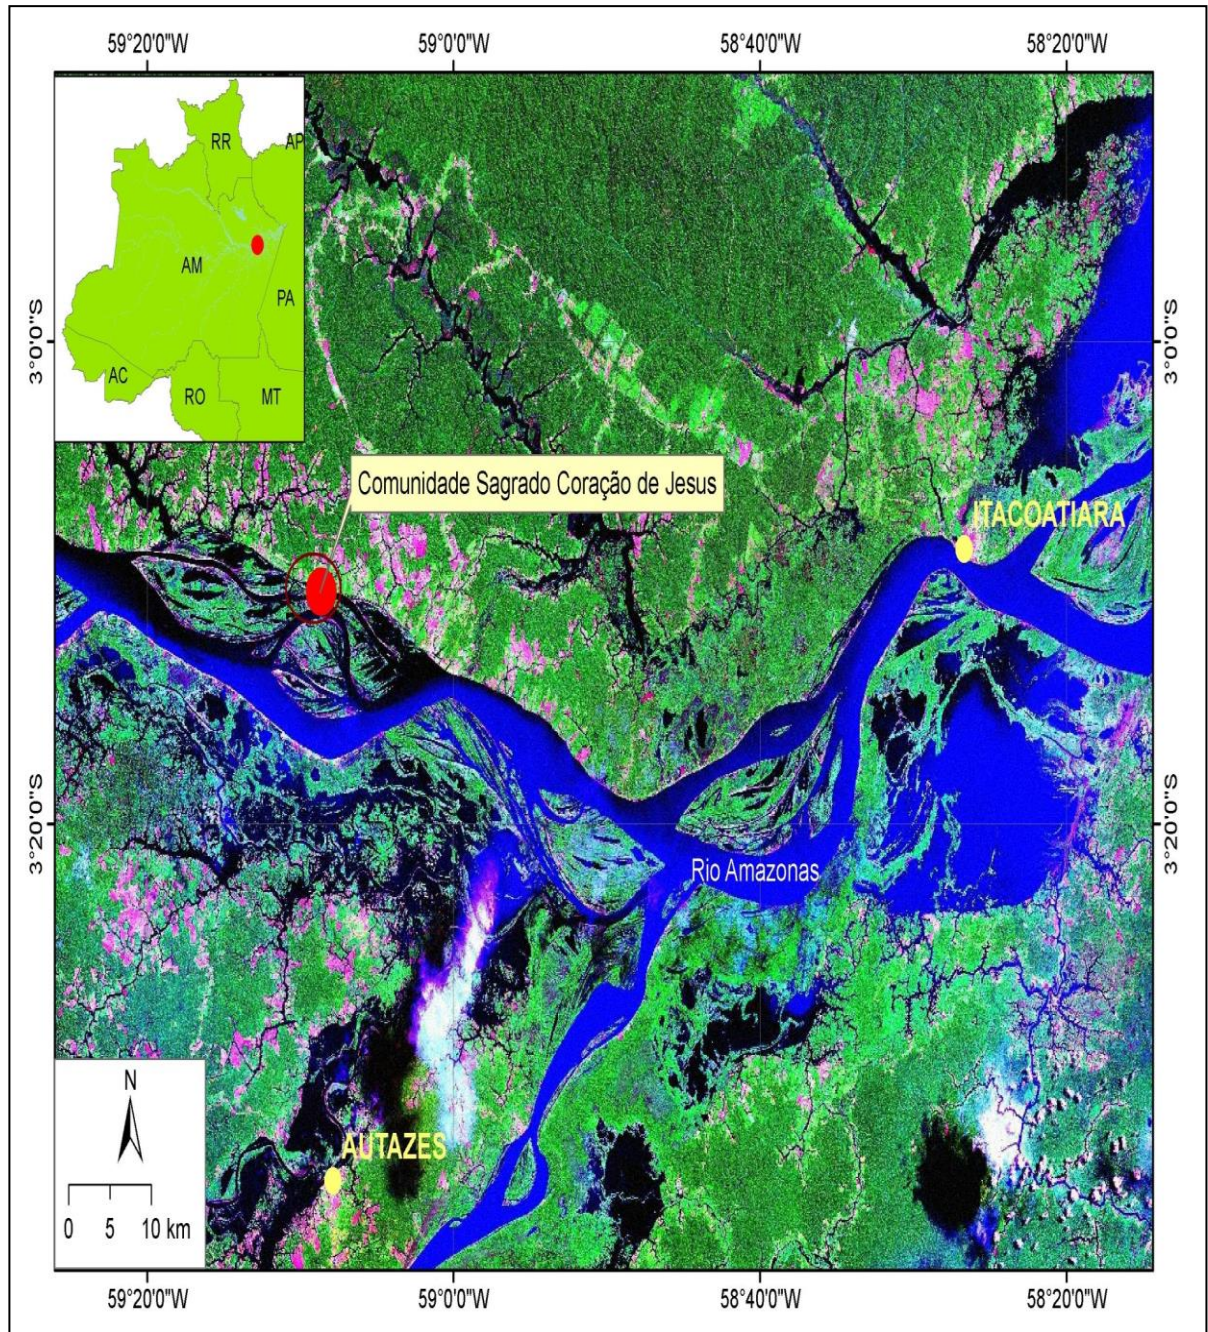 59°20'0"W
59°0'0"W
58°40'0"W
58°20'0"W
RR
AP
AM
PA
AC
RO
MT
3°0'0"S
3°0'0"S
Comunidade Sagrado Coração de Jesus
ITACOATIARA
3°20'0"S
3°20'0"S
Rio Amazonas
N
AUTAZES
0 5 10 km
59°20'0"W
59°0'0"W
58°40'0"W
58°20'0"W